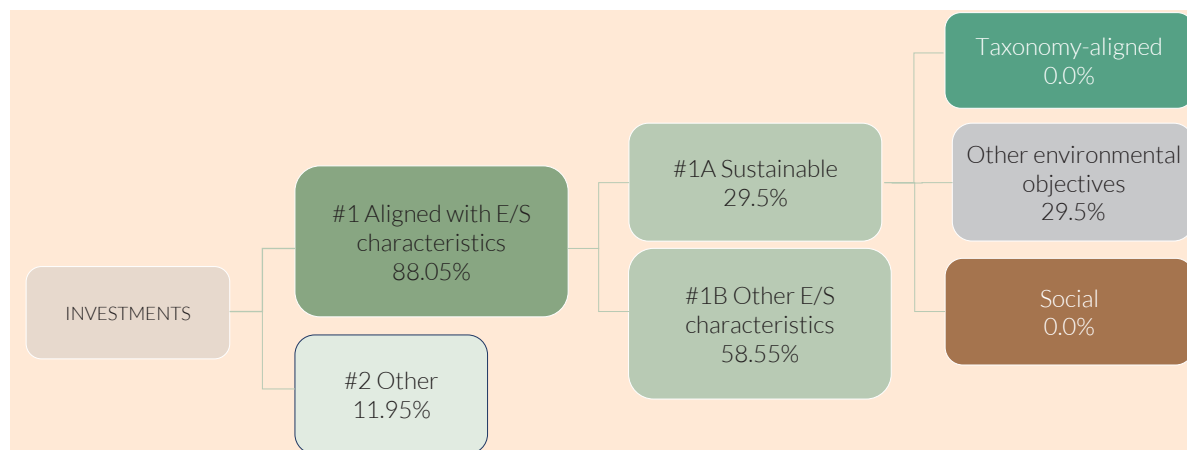 INVESTMENTS
#1 Aligned with E/S
characteristics
88.05%
#2 Other
11.95%
#1A Sustainable
29.5%
#1B Other E/S
characteristics
58.55%
Taxonomy-aligned
0.0%
Other environmental
objectives
29.5%
Social
0.0%